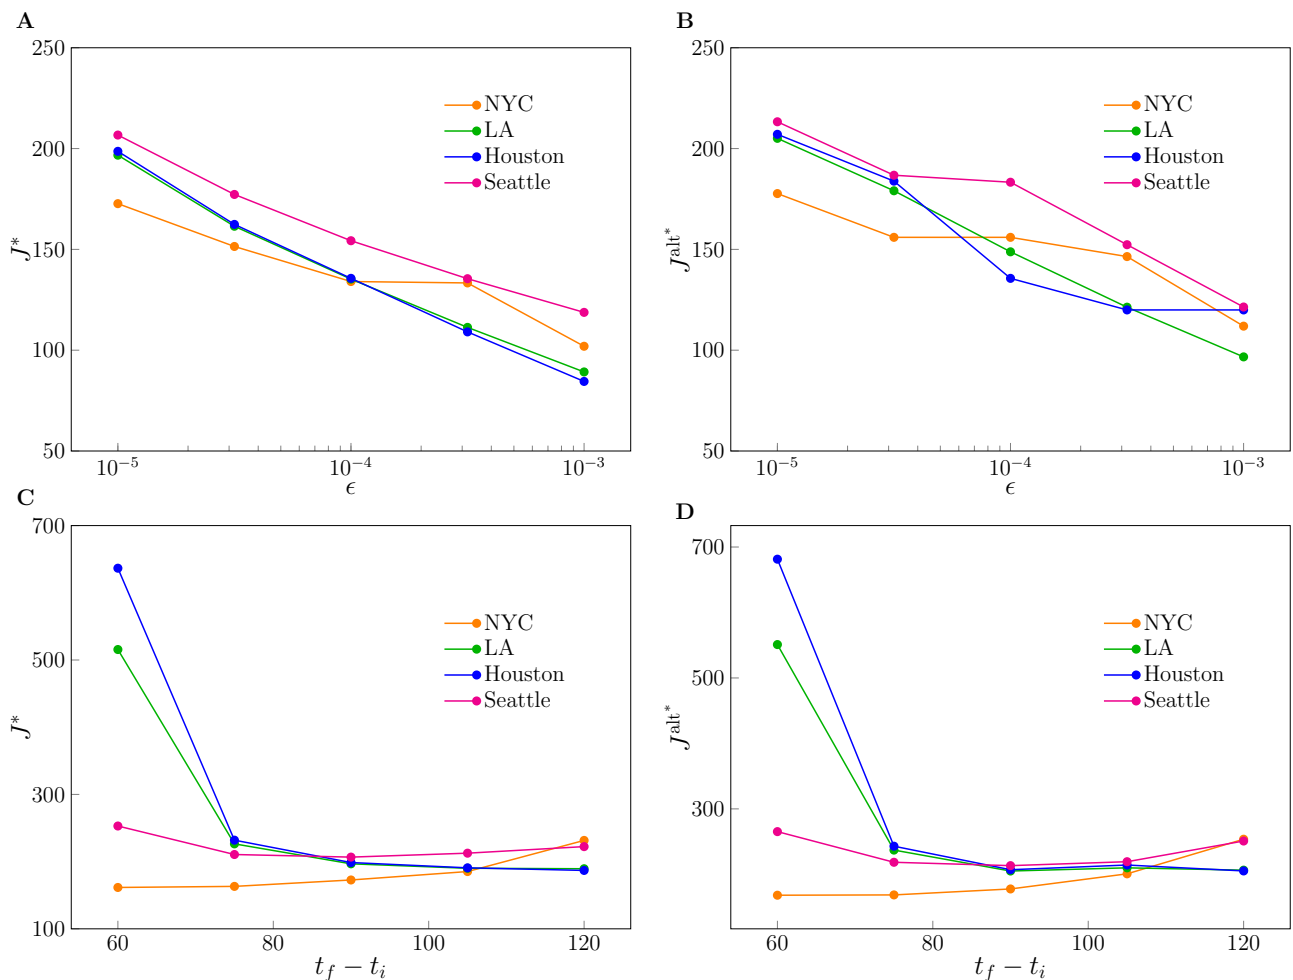 A
250
200
150
100
50
J*
NYC
LA
Houston
Seattle
10⁻⁵
10⁻⁴
10⁻³
ϵ
B
250
200
150
100
50
J^alt*
NYC
LA
Houston
Seattle
10⁻⁵
10⁻⁴
10⁻³
ϵ
C
700
500
300
100
J*
NYC
LA
Houston
Seattle
60
80
100
120
t_f − t_i
D
700
500
300
J^alt*
NYC
LA
Houston
Seattle
60
80
100
120
t_f − t_i